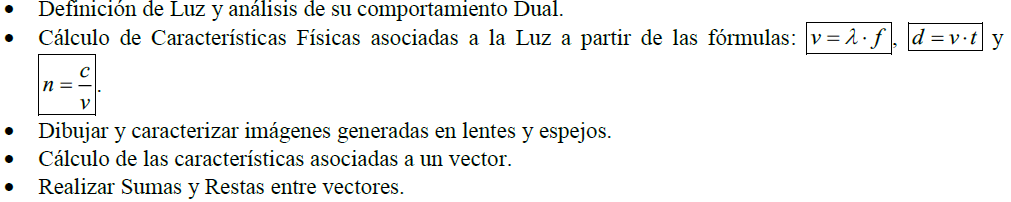 • Definición de Luz y análisis de su comportamiento Dual.
• Cálculo de Características Físicas asociadas a la Luz a partir de las fórmulas: v = λ · f , d = v · t y
n = c/v .
• Dibujar y caracterizar imágenes generadas en lentes y espejos.
• Cálculo de las características asociadas a un vector.
• Realizar Sumas y Restas entre vectores.